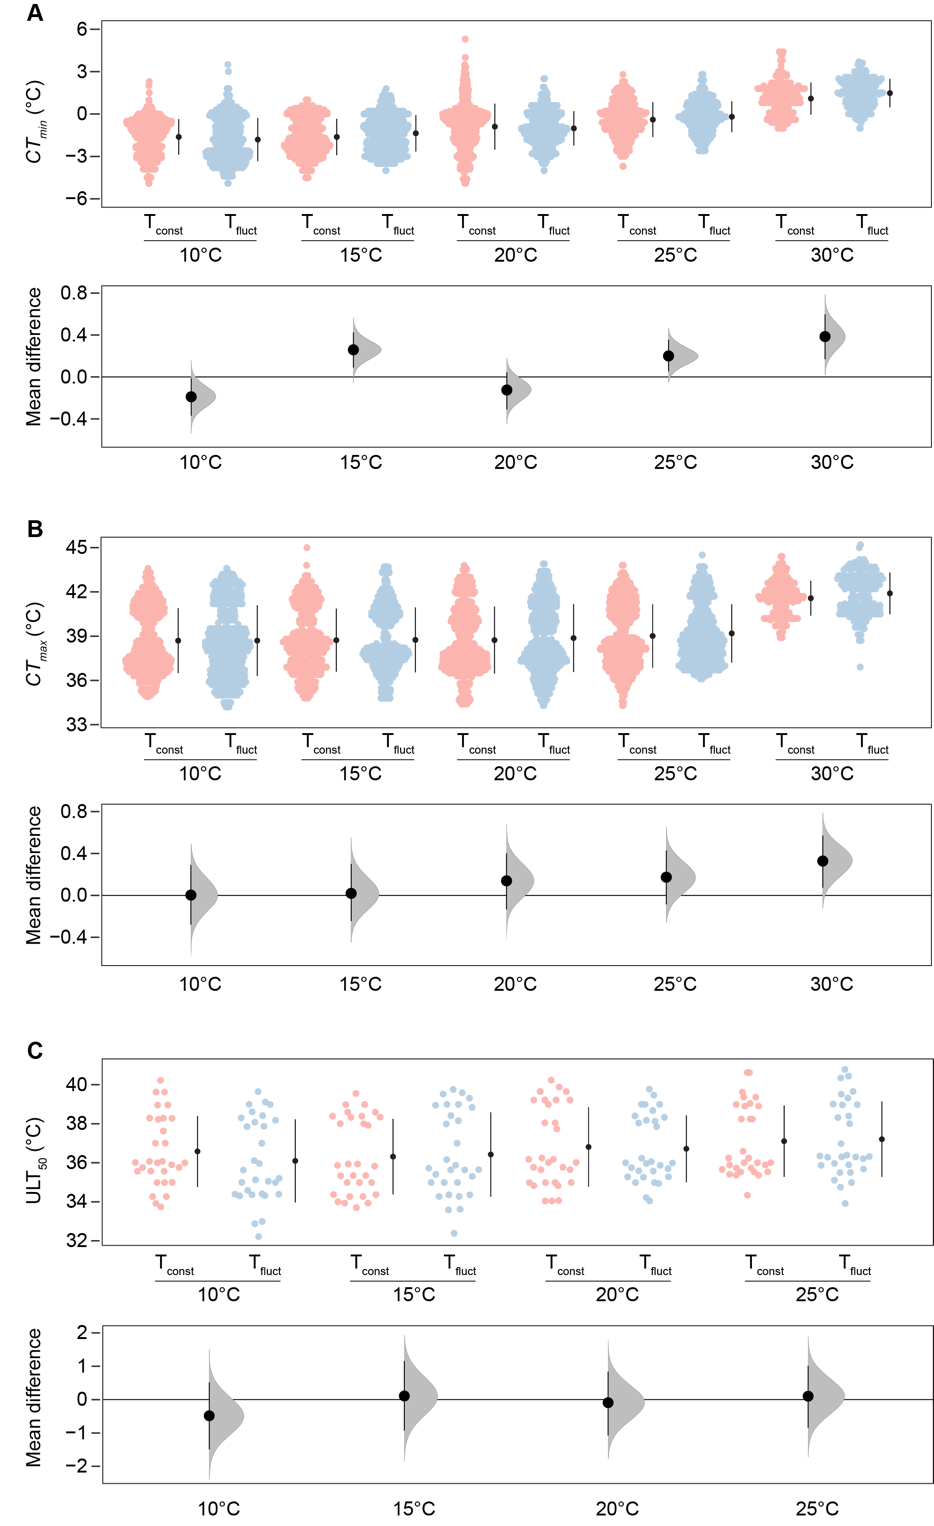 A
CTmin (°C)
6
3
0
−3
−6
Tconst Tfluct Tconst Tfluct Tconst Tfluct Tconst Tfluct Tconst Tfluct
10°C 15°C 20°C 25°C 30°C
Mean difference
0.8
0.4
0.0
−0.4
10°C 15°C 20°C 25°C 30°C
B
CTmax (°C)
45
42
39
36
33
Tconst Tfluct Tconst Tfluct Tconst Tfluct Tconst Tfluct Tconst Tfluct
10°C 15°C 20°C 25°C 30°C
Mean difference
0.8
0.4
0.0
−0.4
10°C 15°C 20°C 25°C 30°C
C
ULT50 (°C)
40
38
36
34
32
Tconst Tfluct Tconst Tfluct Tconst Tfluct Tconst Tfluct
10°C 15°C 20°C 25°C
Mean difference
2
1
0
−1
−2
10°C 15°C 20°C 25°C